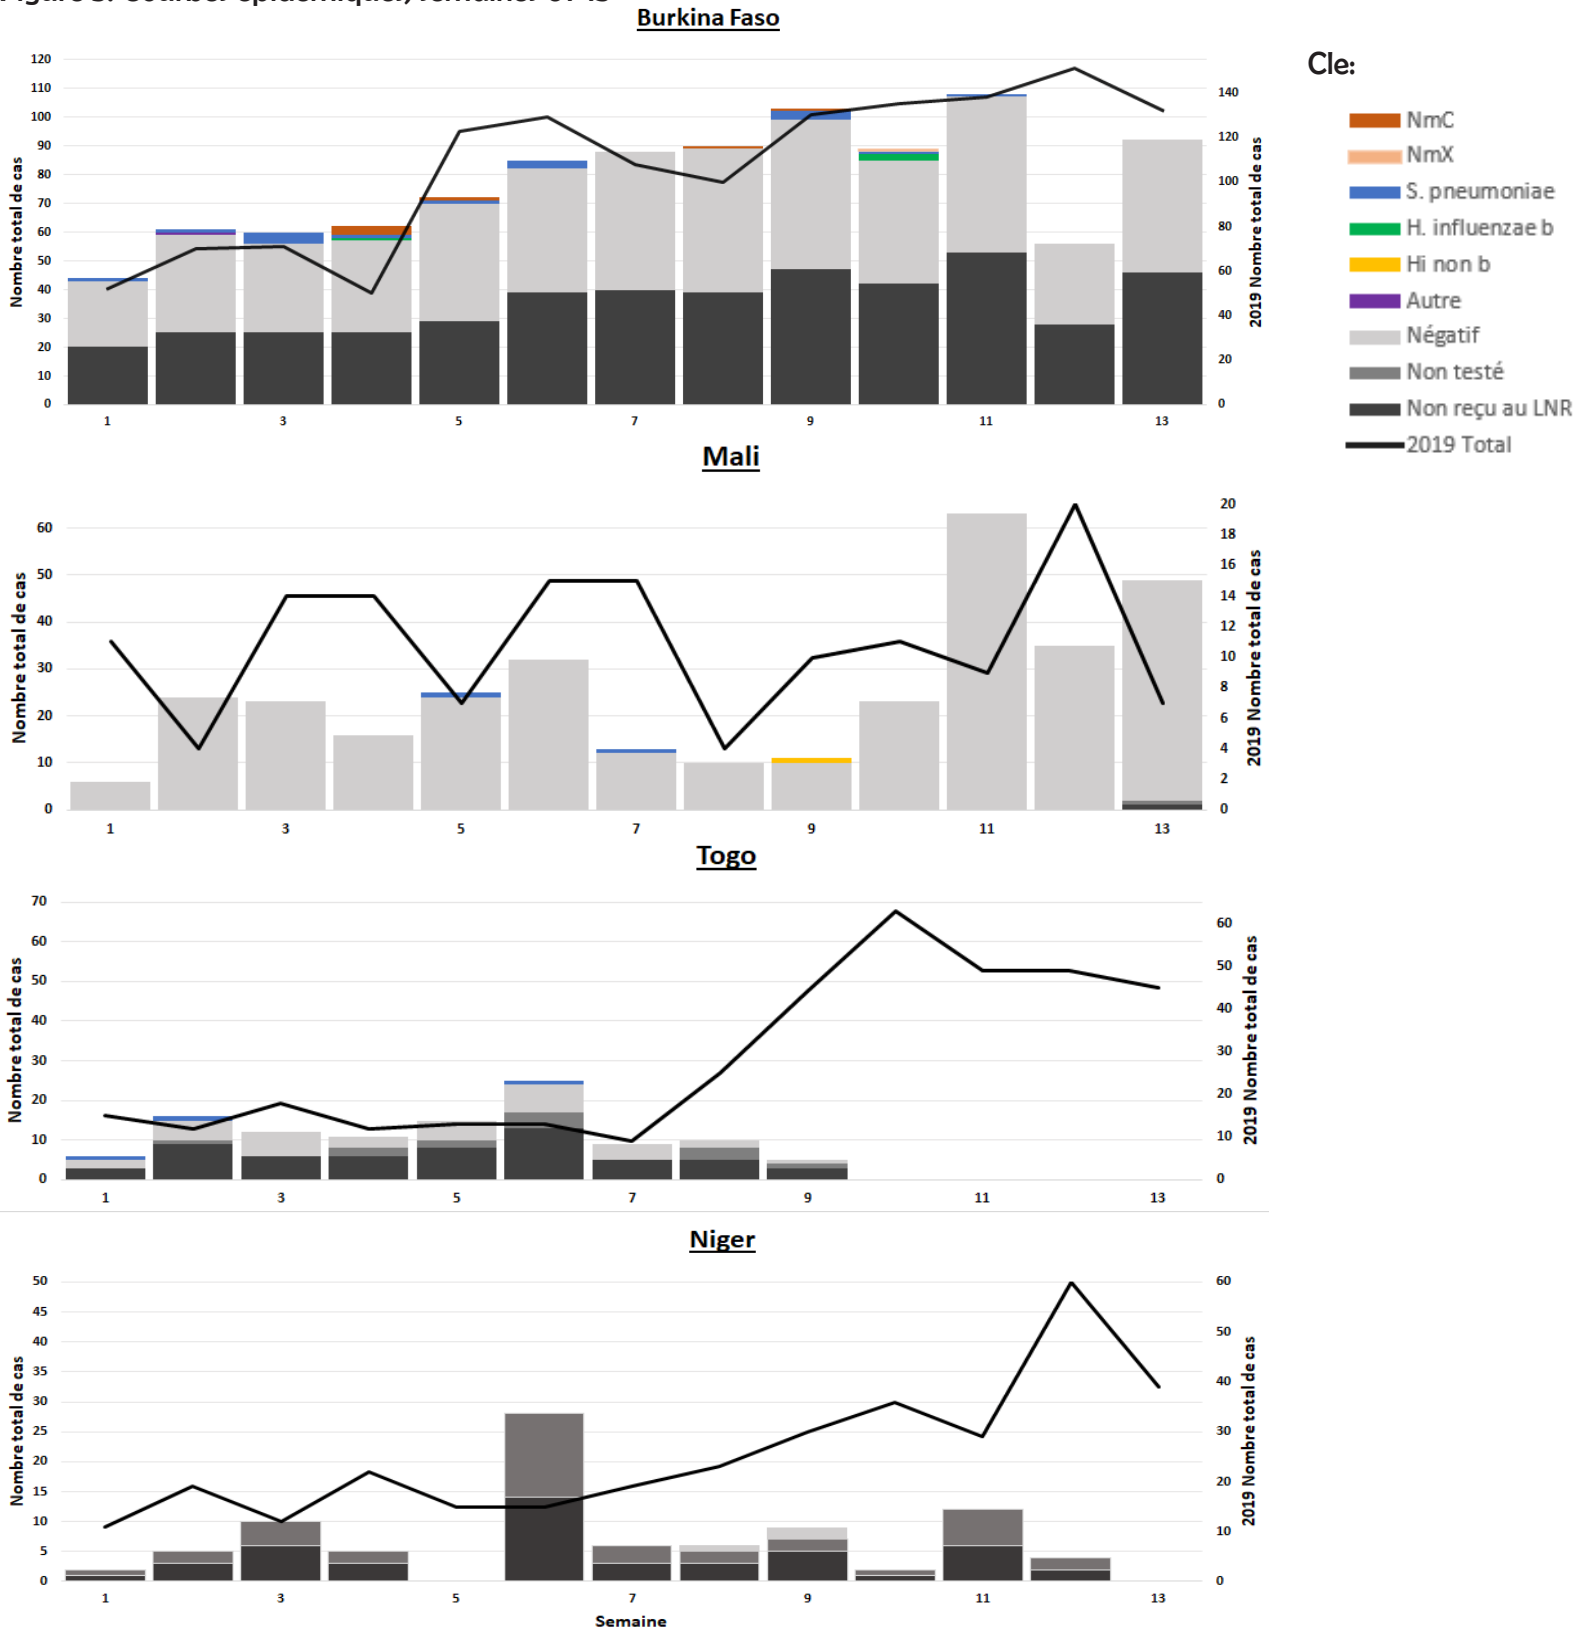 Burkina Faso
Cle:
NmC
NmX
S. pneumoniae
H. influenzae b
Hi non b
Autre
Négatif
Non testé
Non reçu au LNR
2019 Total
Nombre total de cas
120
110
100
90
80
70
60
50
40
30
20
10
0
2019 Nombre total de cas
140
120
100
80
60
40
20
0
1 3 5 7 9 11 13
Mali
Nombre total de cas
60
50
40
30
20
10
0
2019 Nombre total de cas
20
18
16
14
12
10
8
6
4
2
0
1 3 5 7 9 11 13
Togo
Nombre total de cas
70
60
50
40
30
20
10
0
2019 Nombre total de cas
60
50
40
30
20
10
0
1 3 5 7 9 11 13
Niger
Nombre total de cas
50
45
40
35
30
25
20
15
10
5
0
2019 Nombre total de cas
60
50
40
30
20
10
0
1 3 5 7 9 11 13
Semaine